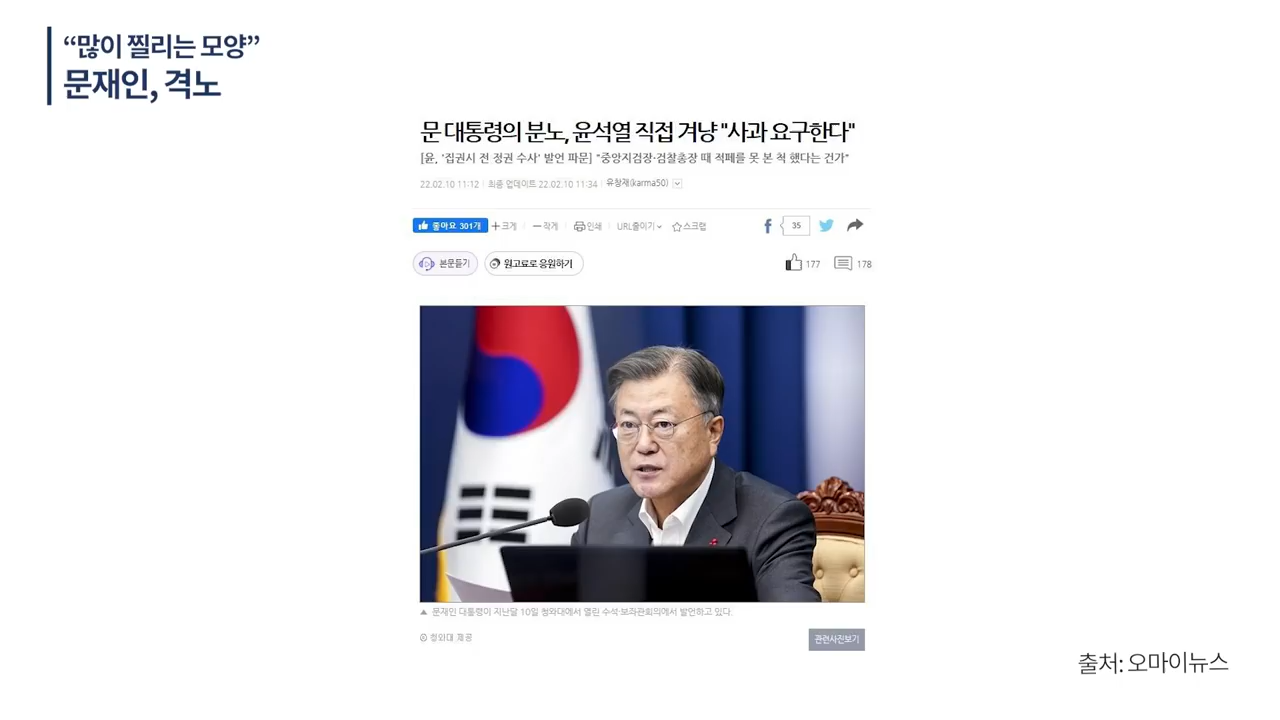 “많이 찔리는 모양”
문재인, 격노
문 대통령의 분노, 윤석열 직접 겨냥 "사과 요구한다"
[윤, '집권시 전 정권 수사' 발언 파문] "중앙지검장·검찰총장 때 적폐를 못 본 척 했다는 건가"
22.02.10 11:12 | 최종 업데이트 22.02.10 11:34 | 유창재(karma50)
좋아요 301개 + 크게 － 작게 인쇄 URL줄이기 스크랩 35
본문듣기 원고료로 응원하기 177 178
▲ 문재인 대통령이 지난달 10일 청와대에서 열린 수석·보좌관회의에서 발언하고 있다.
ⓒ 청와대 제공
관련사진보기
출처: 오마이뉴스